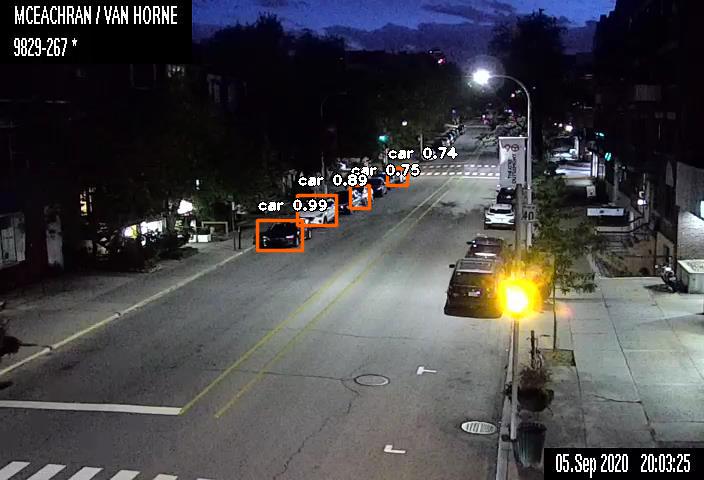 MCEACHRAN / VAN HORNE
9829-267 *
car 0.74
car 0.75
car 0.89
car 0.99
40
05.Sep 2020 20:03:25